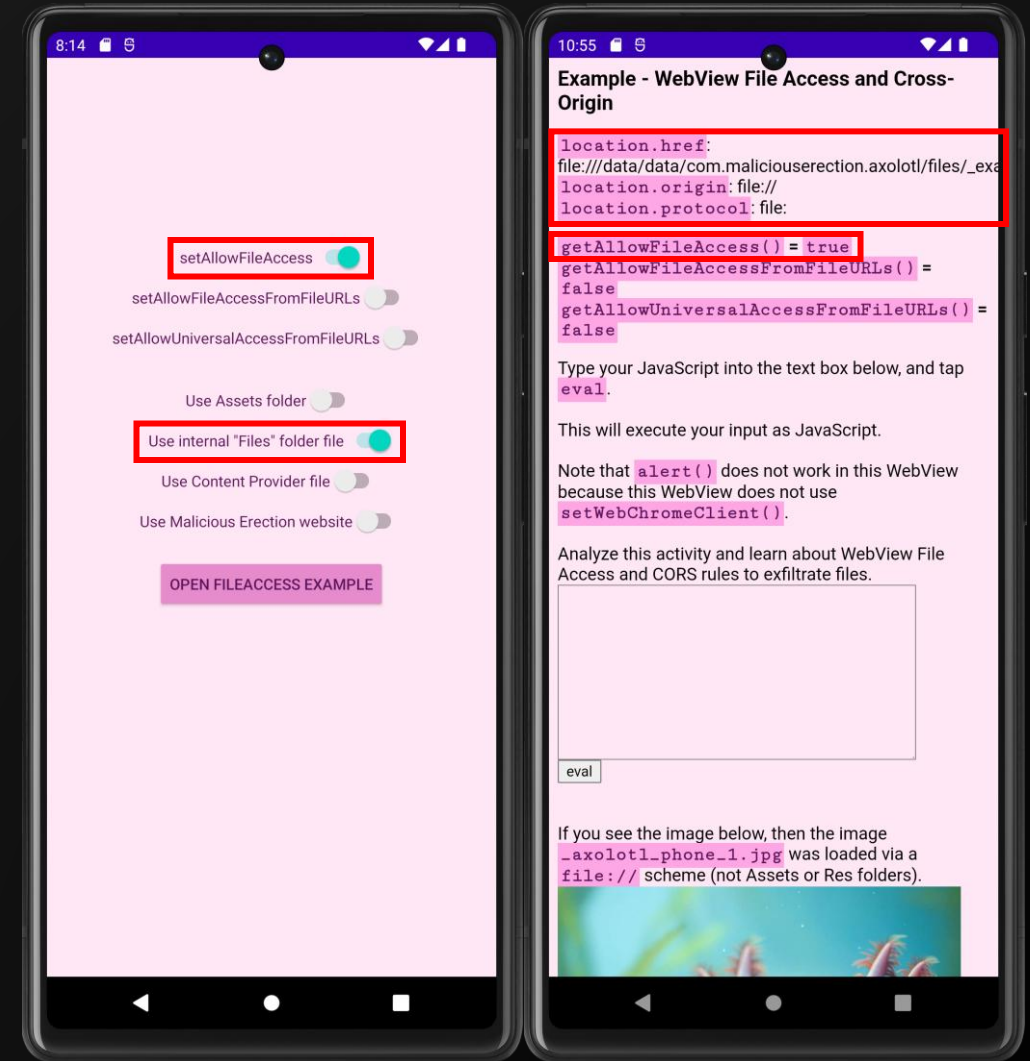 8:14
setAllowFileAccess
setAllowFileAccessFromFileURLs
setAllowUniversalAccessFromFileURLs
Use Assets folder
Use internal "Files" folder file
Use Content Provider file
Use Malicious Erection website
OPEN FILEACCESS EXAMPLE
10:55
Example - WebView File Access and Cross-
Origin
location.href:
file:///data/data/com.maliciouserection.axolotl/files/_exa
location.origin: file://
location.protocol: file:
getAllowFileAccess() = true
getAllowFileAccessFromFileURLs() =
false
getAllowUniversalAccessFromFileURLs() =
false
Type your JavaScript into the text box below, and tap
eval.
This will execute your input as JavaScript.
Note that alert() does not work in this WebView
because this WebView does not use
setWebChromeClient().
Analyze this activity and learn about WebView File
Access and CORS rules to exfiltrate files.
eval
If you see the image below, then the image
_axolotl_phone_1.jpg was loaded via a
file:// scheme (not Assets or Res folders).